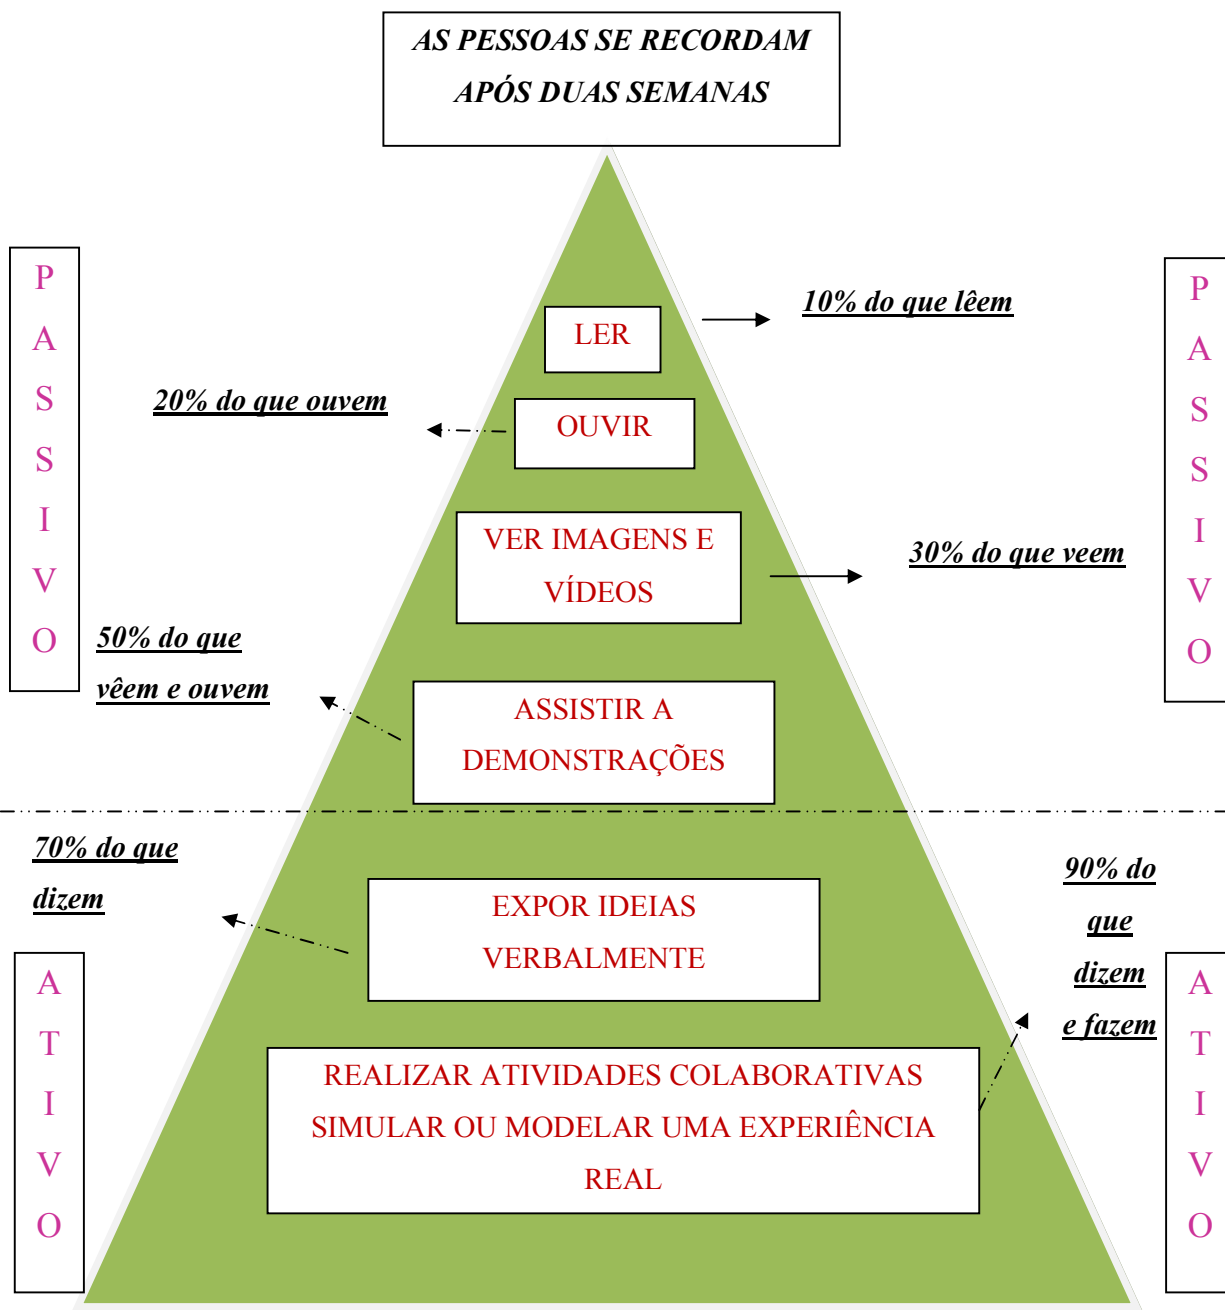 AS PESSOAS SE RECORDAM
APÓS DUAS SEMANAS
P
A
S
S
I
V
O
P
A
S
S
I
V
O
LER
10% do que lêem
20% do que ouvem
OUVIR
VER IMAGENS E
VÍDEOS
30% do que veem
50% do que
vêem e ouvem
ASSISTIR A
DEMONSTRAÇÕES
70% do que
dizem
EXPOR IDEIAS
VERBALMENTE
90% do
que
dizem
e fazem
A
T
I
V
O
A
T
I
V
O
REALIZAR ATIVIDADES COLABORATIVAS
SIMULAR OU MODELAR UMA EXPERIÊNCIA
REAL